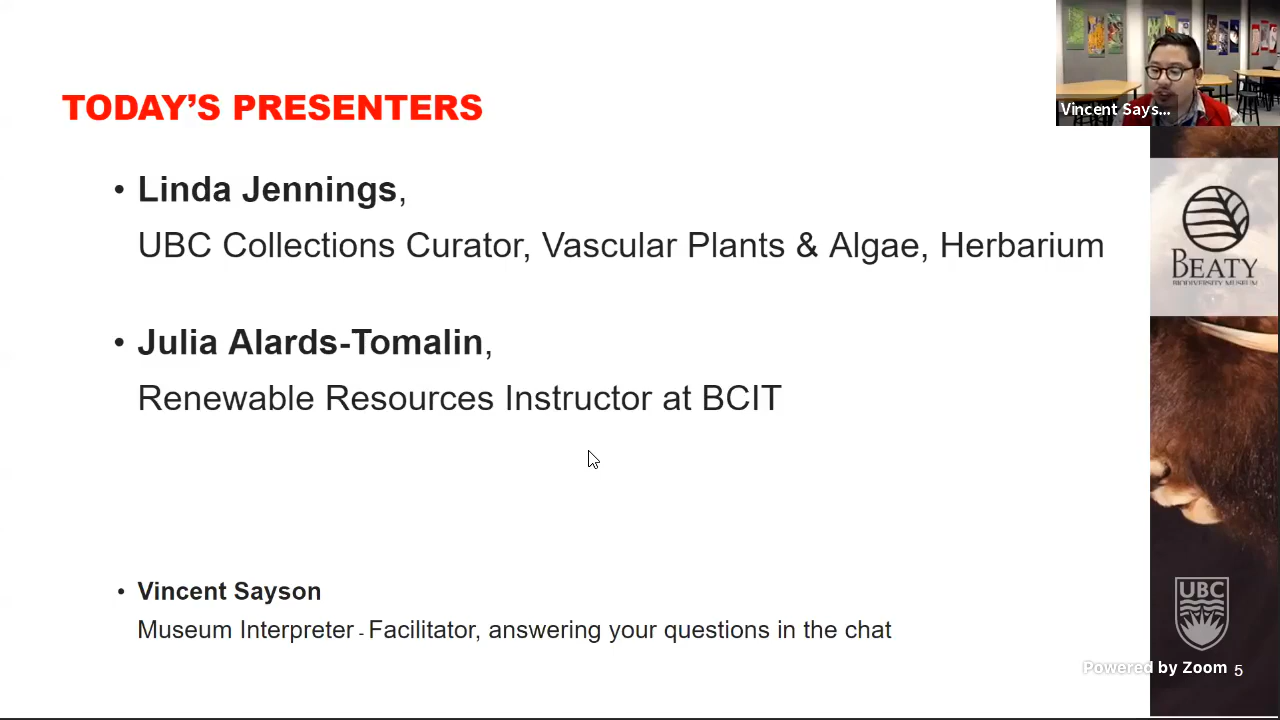 TODAY'S PRESENTERS
Vincent Says...
• Linda Jennings,
UBC Collections Curator, Vascular Plants & Algae, Herbarium
BEATY
BIODIVERSITY MUSEUM
• Julia Alards-Tomalin,
Renewable Resources Instructor at BCIT
• Vincent Sayson
Museum Interpreter - Facilitator, answering your questions in the chat
UBC
Powered by Zoom
5